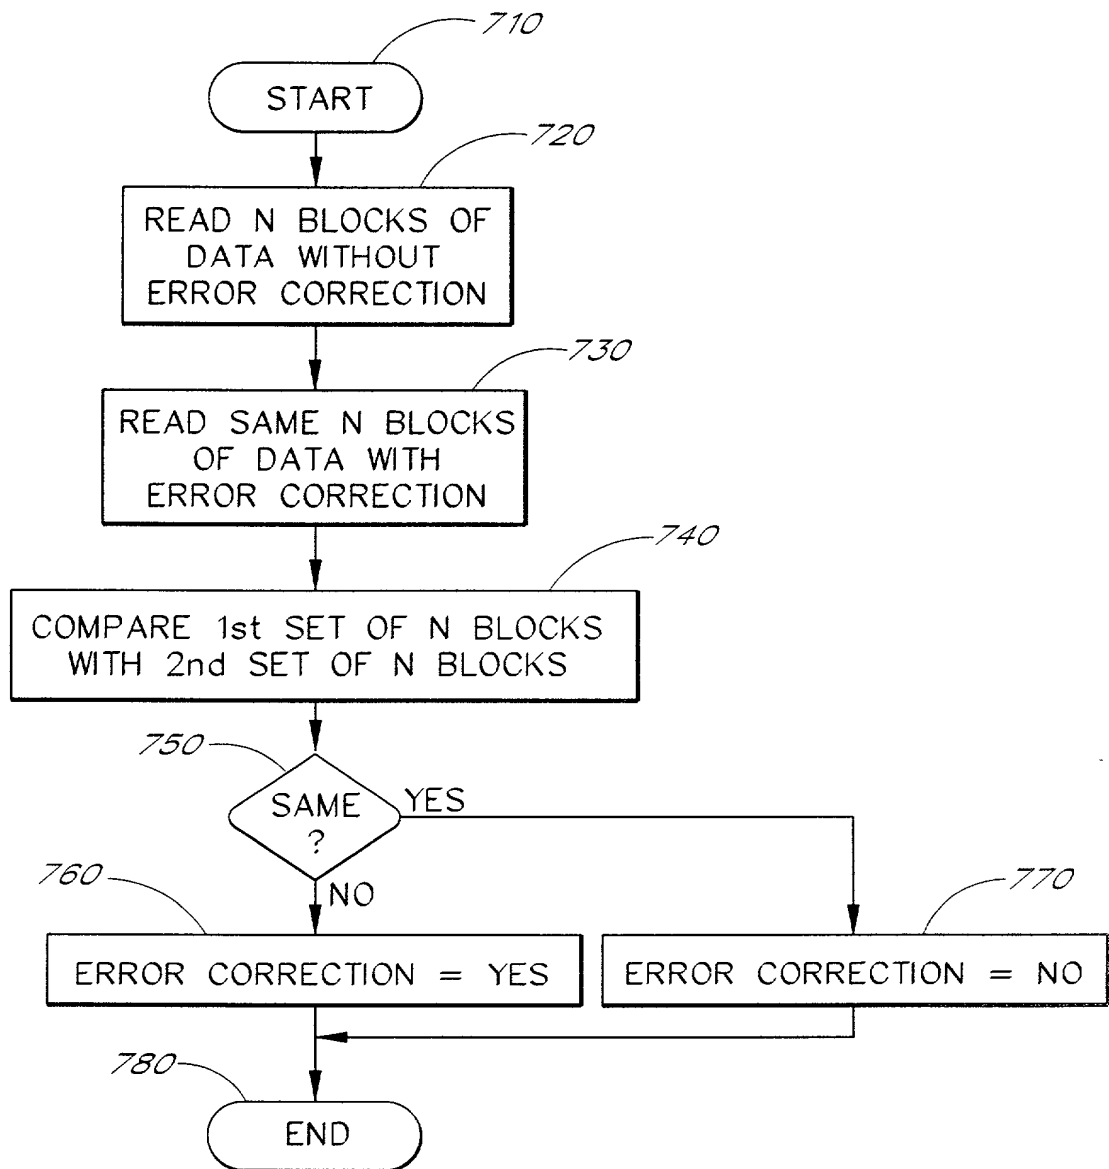 710
START
720
READ N BLOCKS OF
DATA WITHOUT
ERROR CORRECTION
730
READ SAME N BLOCKS
OF DATA WITH
ERROR CORRECTION
740
COMPARE 1st SET OF N BLOCKS
WITH 2nd SET OF N BLOCKS
750
SAME
?
YES
NO
760
ERROR CORRECTION = YES
770
ERROR CORRECTION = NO
780
END